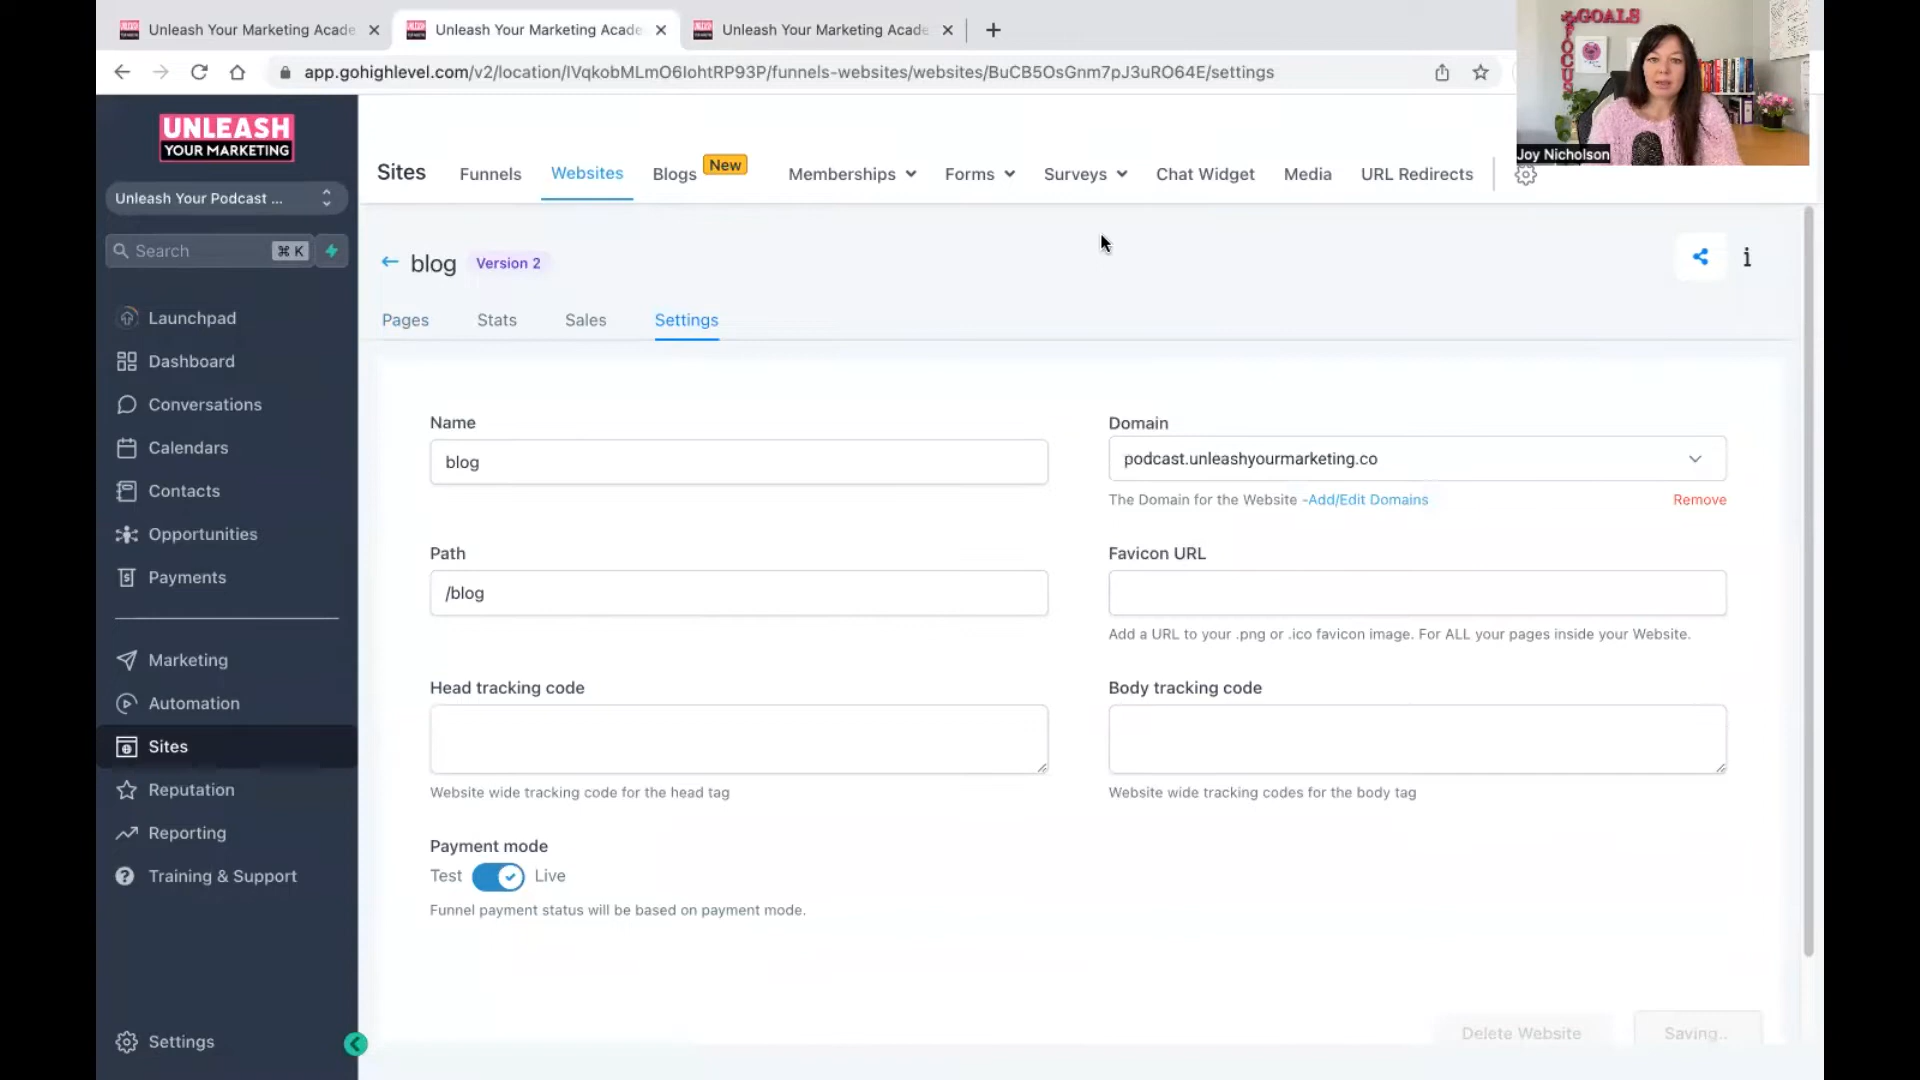 Unleash Your Marketing Acade
Unleash Your Marketing Acade
Unleash Your Marketing Acade
app.gohighlevel.com/v2/location/lVqkobMLmO6IohtRP93P/funnels-websites/websites/BuCB5OsGnm7pJ3uRO64E/settings
GOALS
FOCUS
Joy Nicholson
UNLEASH
YOUR MARKETING
Unleash Your Podcast ...
Search
⌘ K
Launchpad
Dashboard
Conversations
Calendars
Contacts
Opportunities
Payments
Marketing
Automation
Sites
Reputation
Reporting
Training & Support
Settings
Sites
Funnels
Websites
Blogs
New
Memberships
Forms
Surveys
Chat Widget
Media
URL Redirects
blog
Version 2
Pages
Stats
Sales
Settings
Name
blog
Domain
podcast.unleashyourmarketing.co
The Domain for the Website -Add/Edit Domains
Remove
Path
/blog
Favicon URL
Add a URL to your .png or .ico favicon image. For ALL your pages inside your Website.
Head tracking code
Website wide tracking code for the head tag
Body tracking code
Website wide tracking codes for the body tag
Payment mode
Test
Live
Funnel payment status will be based on payment mode.
Delete Website
Saving..